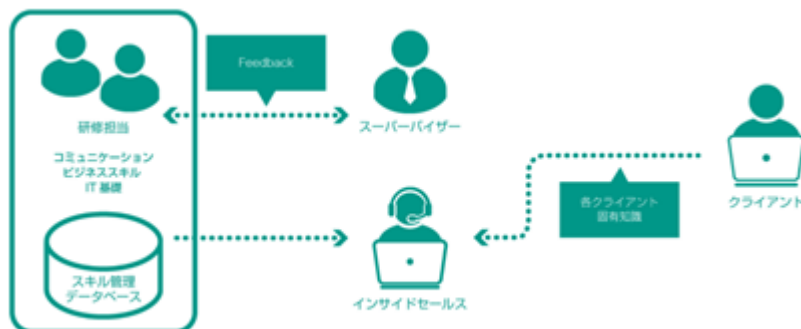 Feedback
研修担当
スーパーバイザー
コミュニケーション
ビジネススキル
IT 基礎
各クライアント
固有知識
クライアント
スキル管理
データベース
インサイドセールス